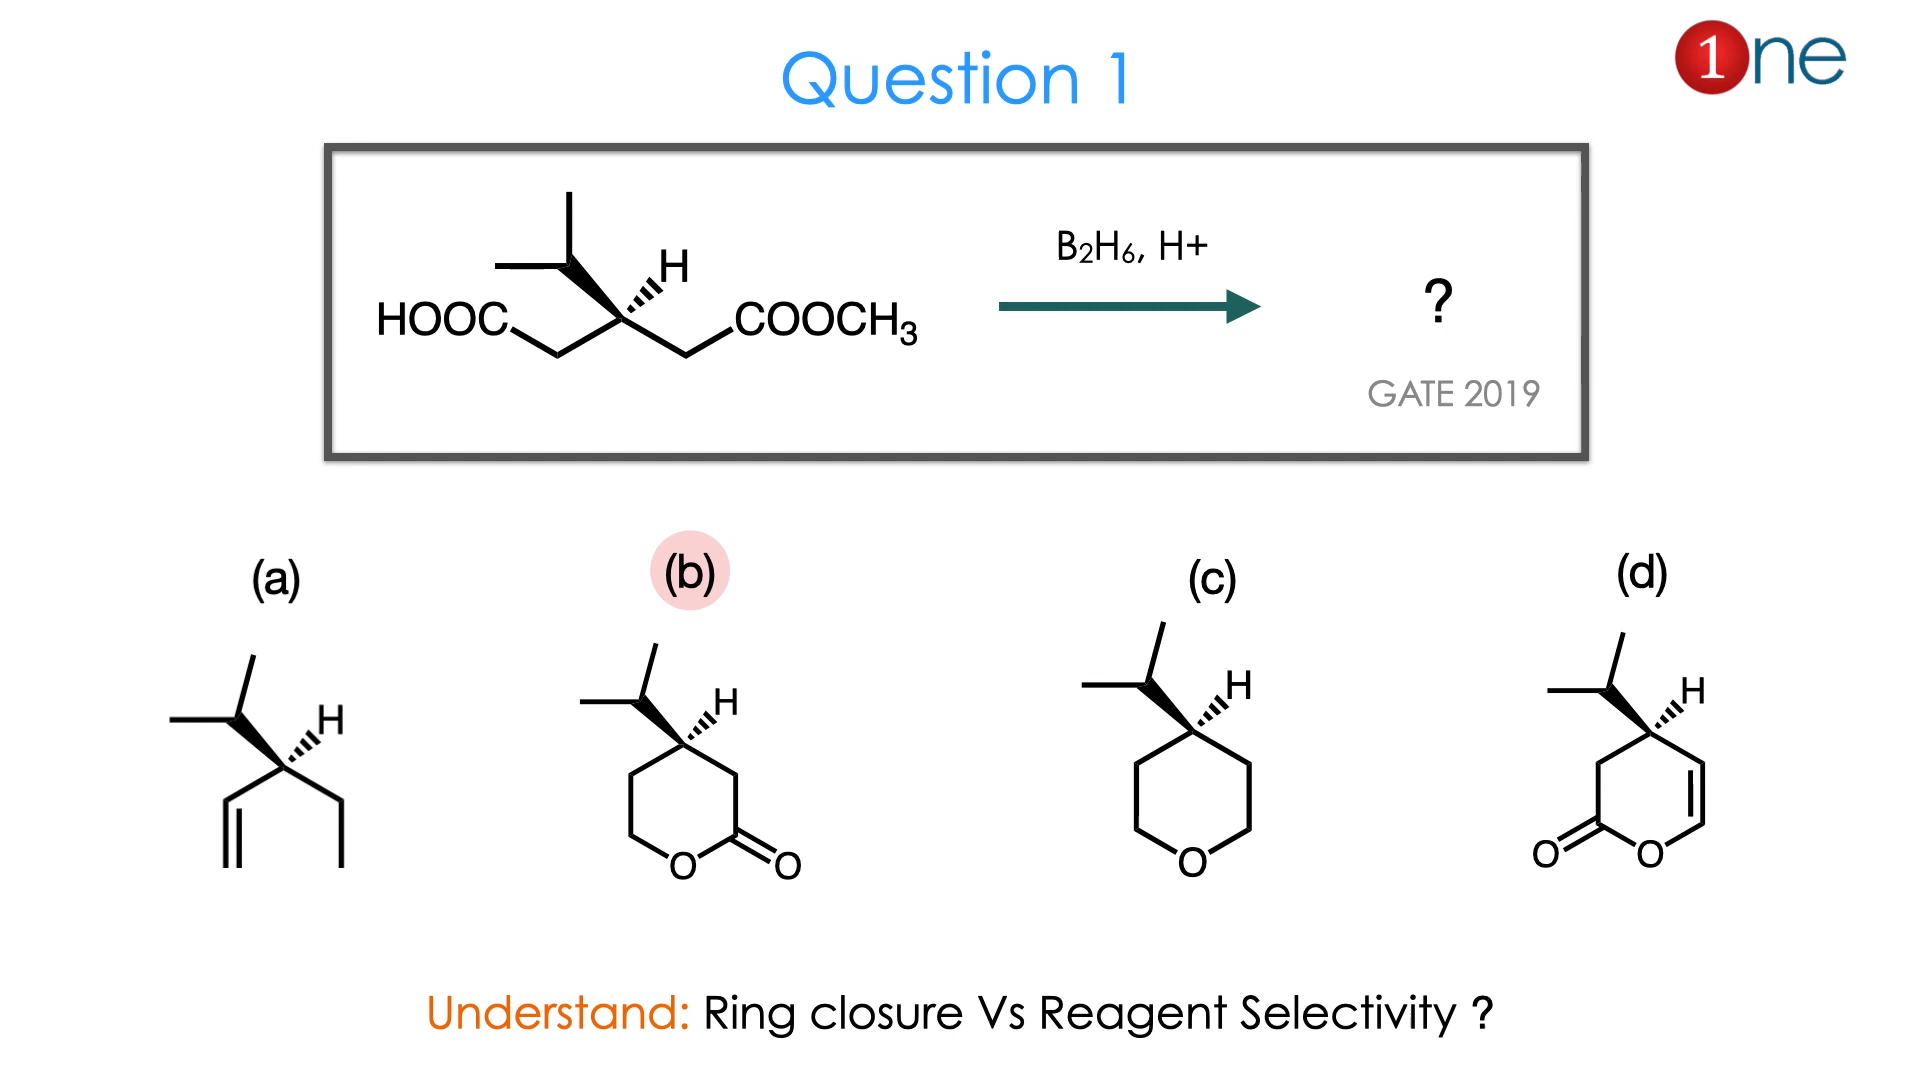 Question 1
1ne
B₂H₆, H+
H
HOOC
COOCH₃
?
GATE 2019
(a)
(b)
(c)
(d)
H
H
H
H
O
O
O
O
O
Understand: Ring closure Vs Reagent Selectivity ?